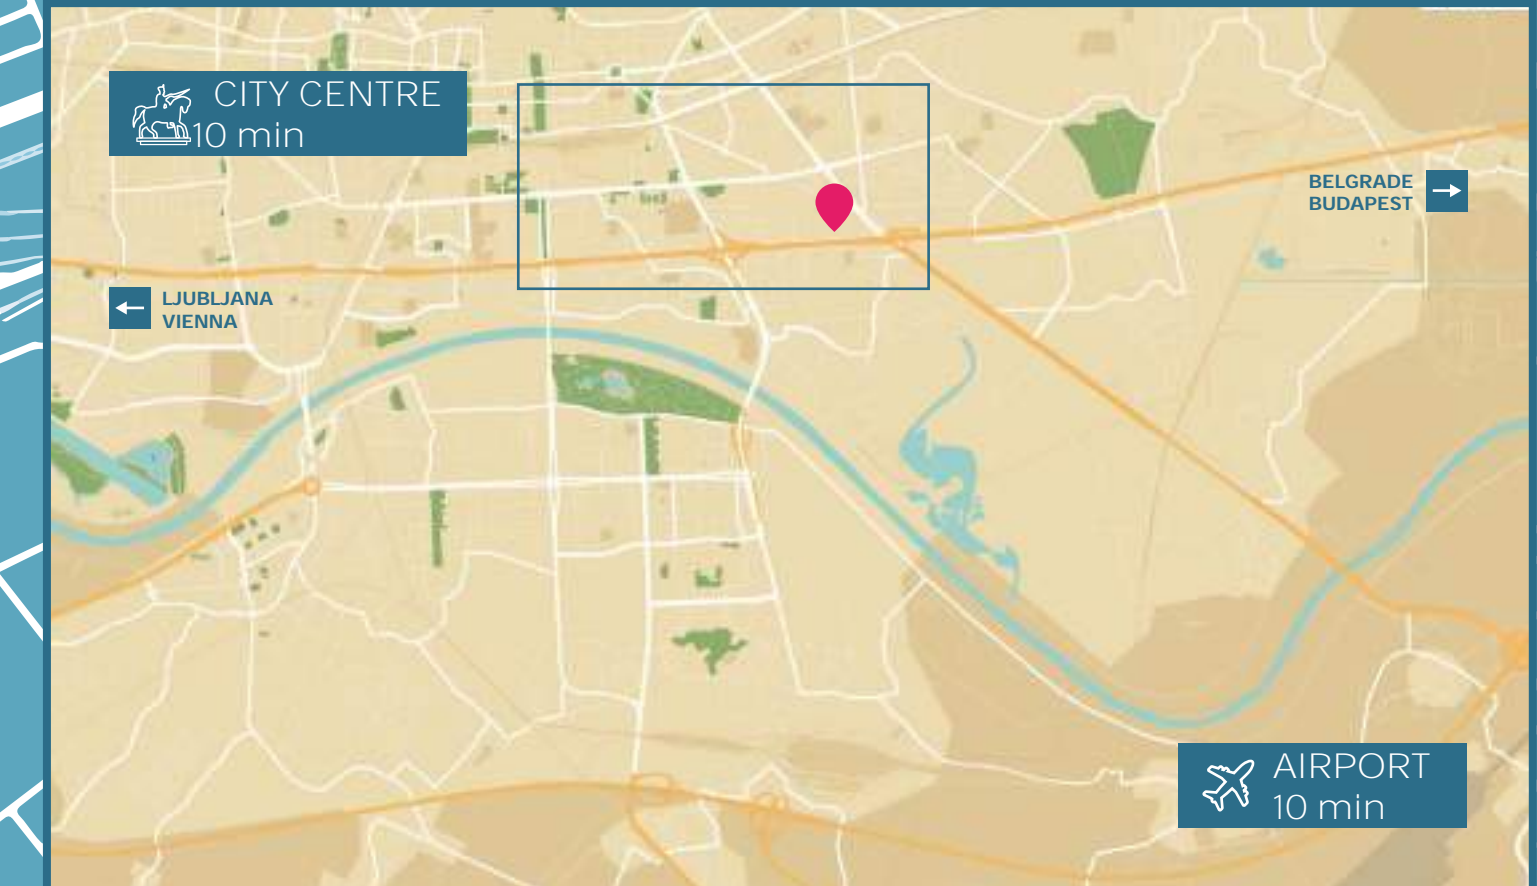 CITY CENTRE
10 min
BELGRADE
BUDAPEST
LJUBLJANA
VIENNA
AIRPORT
10 min